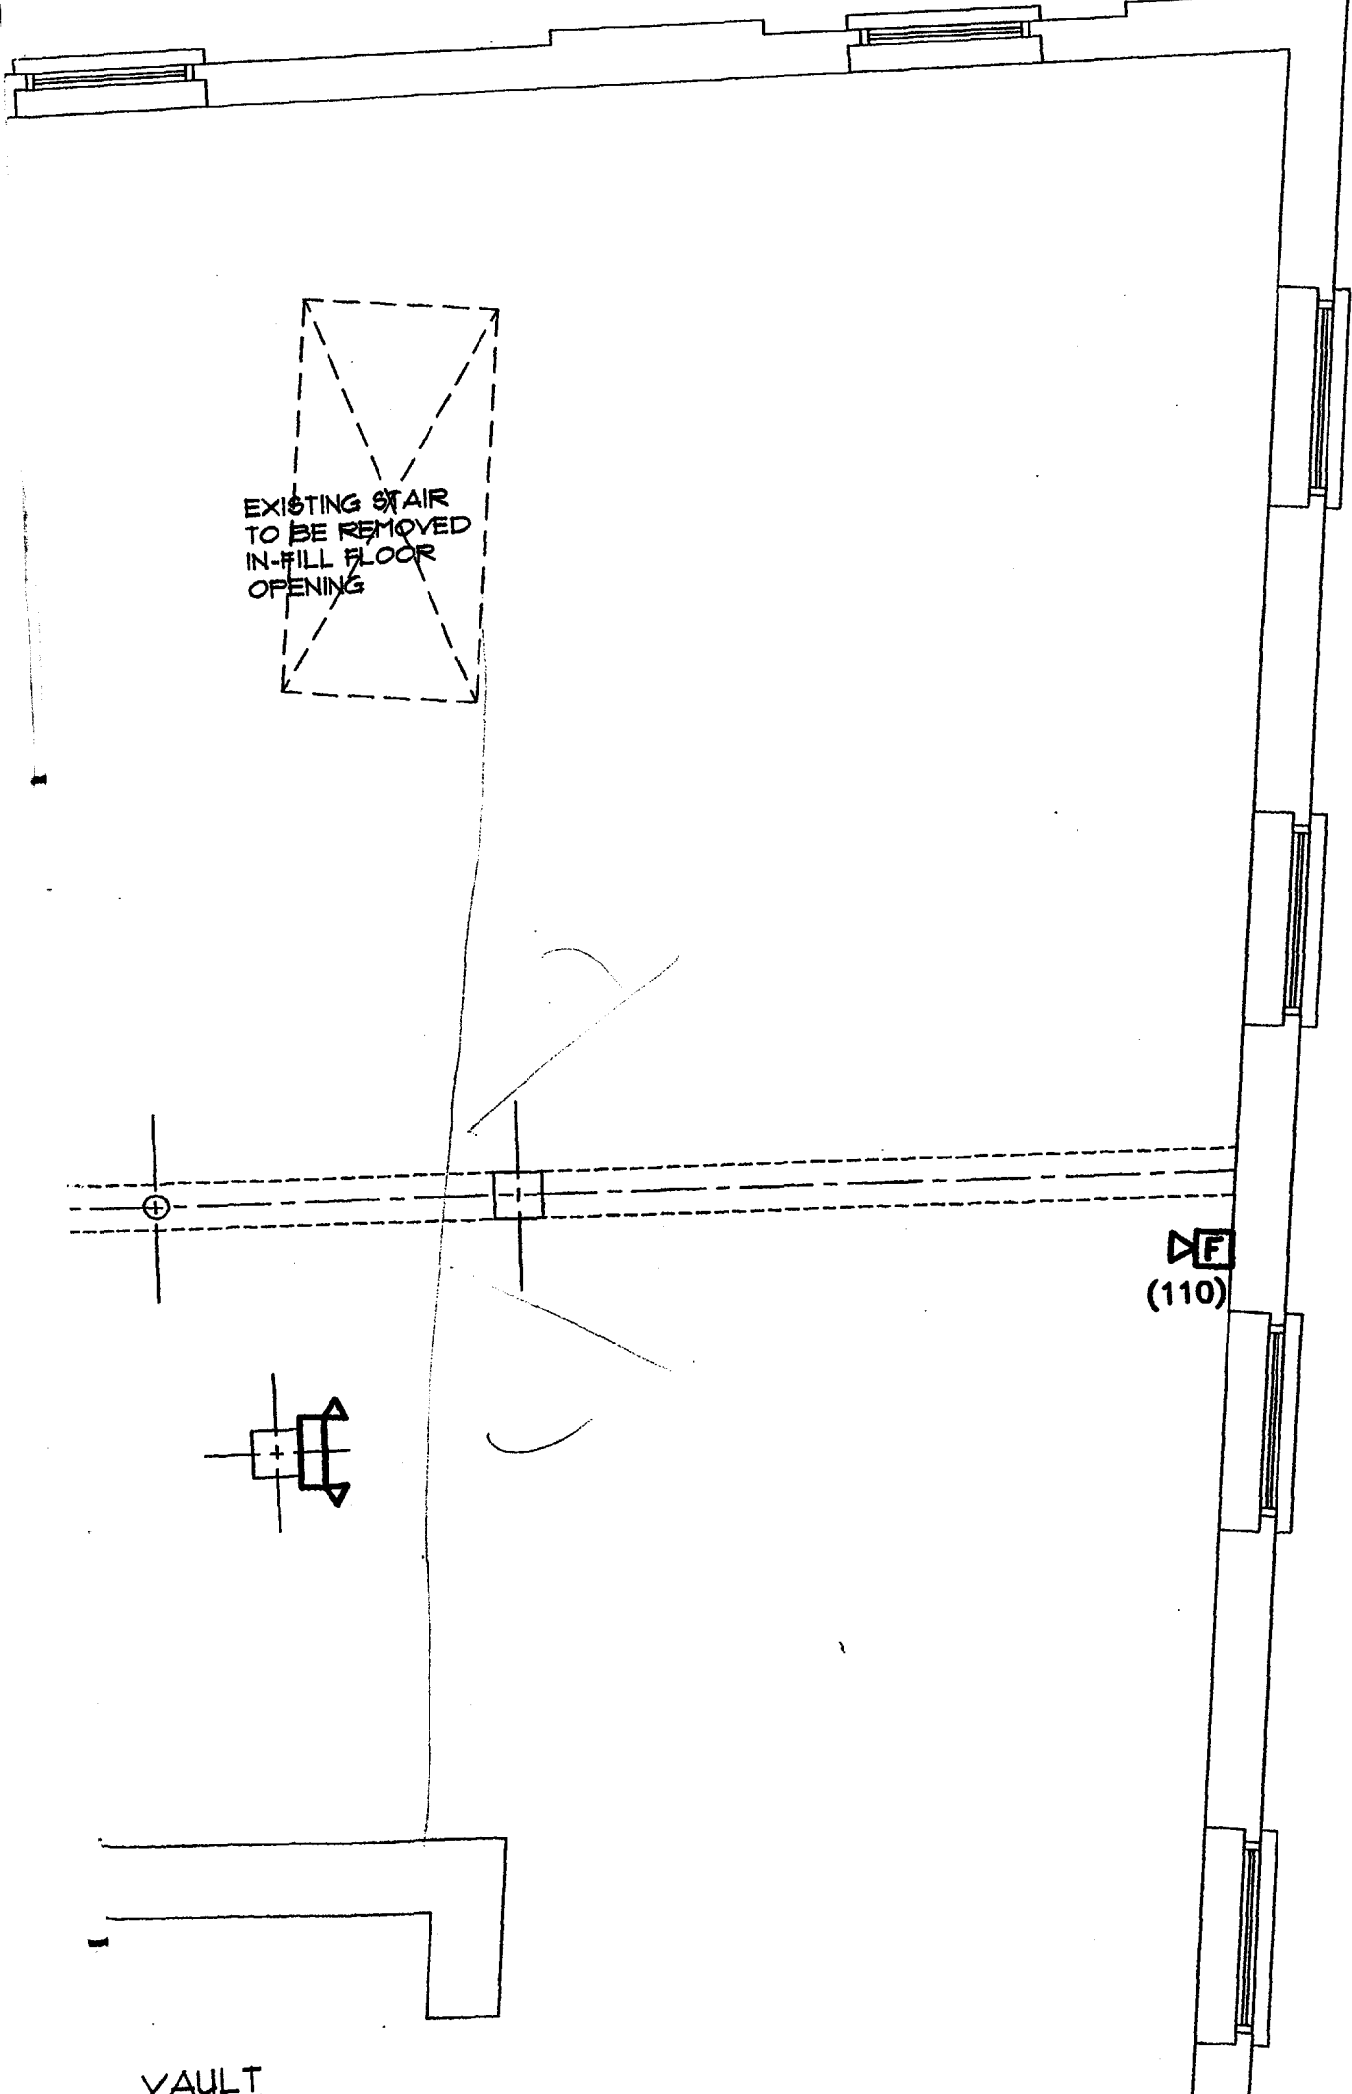 EXISTING STAIR
TO BE REMOVED
IN-FILL FLOOR
OPENING
F
(110)
VAULT